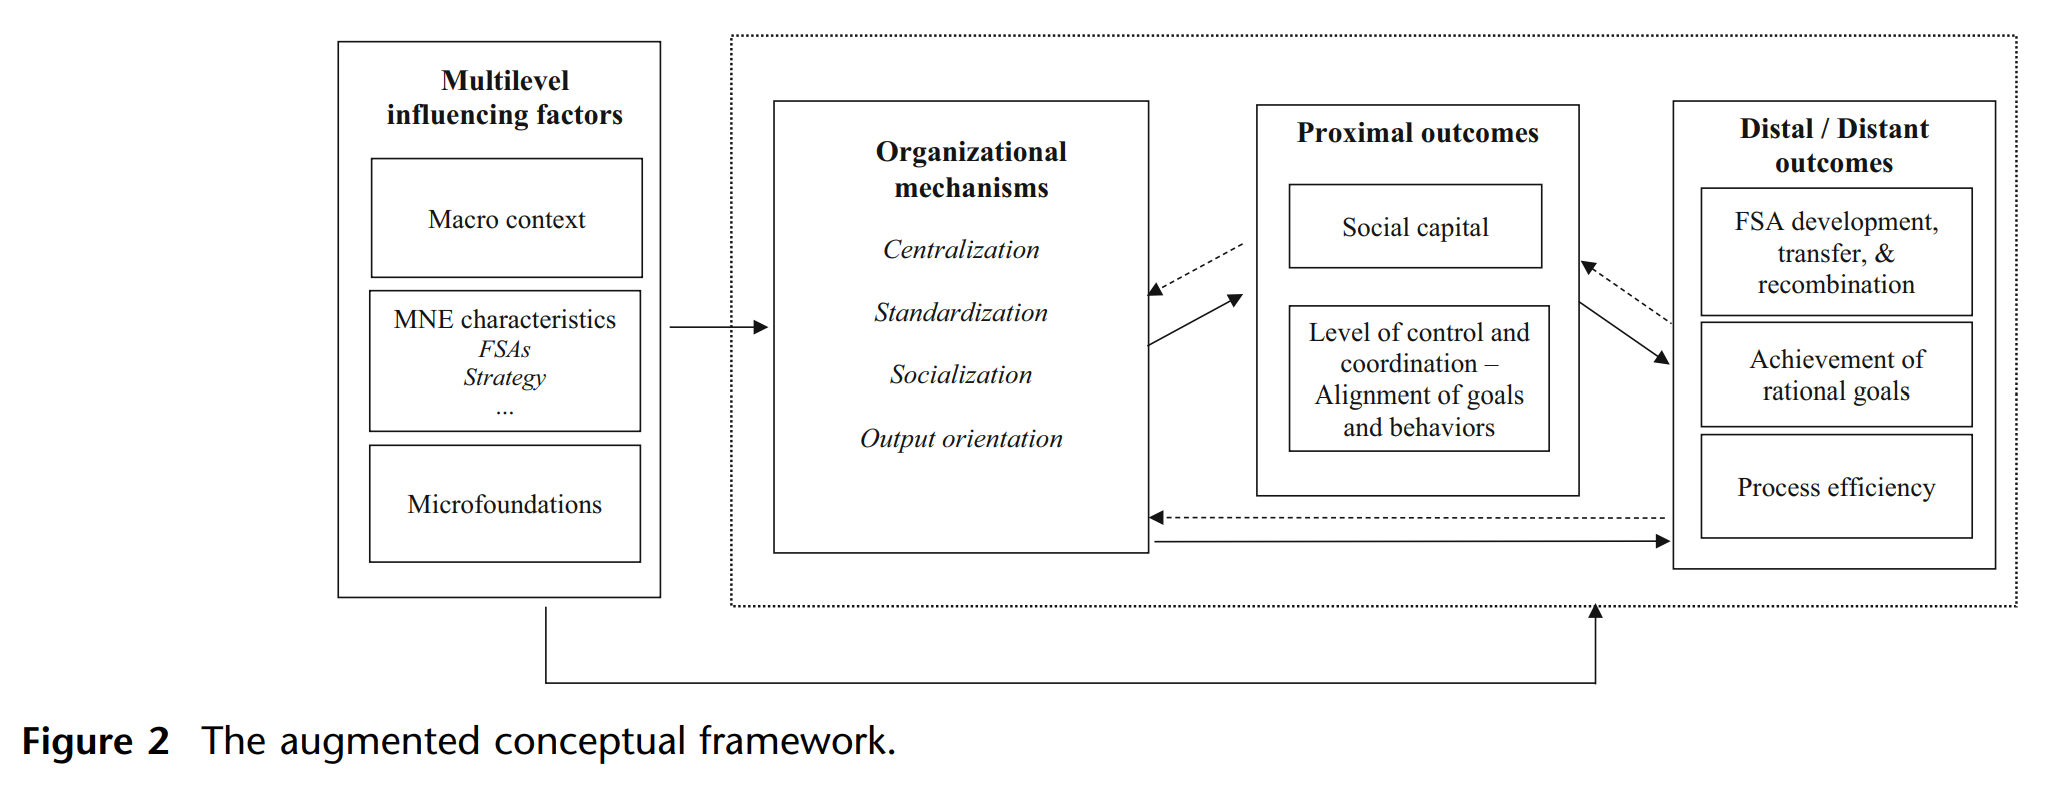 Multilevel
influencing factors
Macro context
MNE characteristics
FSAs
Strategy
...
Microfoundations
Organizational
mechanisms
Centralization
Standardization
Socialization
Output orientation
Proximal outcomes
Social capital
Level of control and
coordination –
Alignment of goals
and behaviors
Distal / Distant
outcomes
FSA development,
transfer, &
recombination
Achievement of
rational goals
Process efficiency
Figure 2 The augmented conceptual framework.